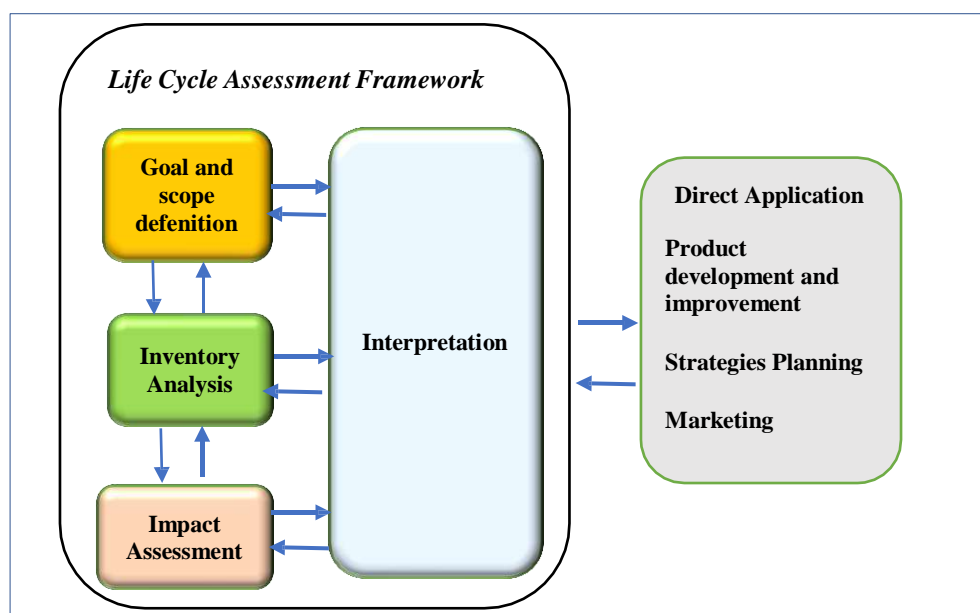 Life Cycle Assessment Framework
Goal and
scope
defenition
Inventory
Analysis
Impact
Assessment
Interpretation
Direct Application
Product
development and
improvement
Strategies Planning
Marketing